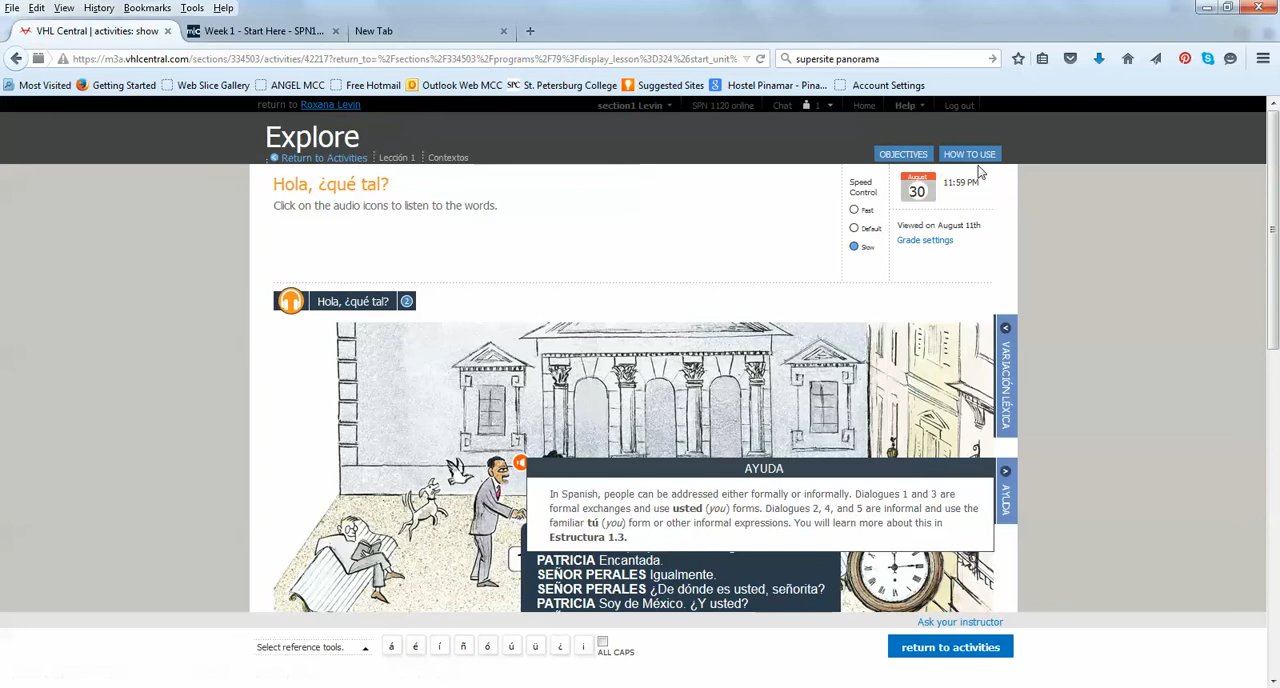 File Edit View History Bookmarks Tools Help
VHL Central | activities: show × Week 1 - Start Here - SPN1... × New Tab × +
https://m3a.vhlcentral.com/sections/334503/activities/42217?return_to=%2Fsections%2F334503%2Fprograms%2F79%3Fdisplay_lesson%3D324%26start_unit% supersite panorama
Most Visited Getting Started Web Slice Gallery ANGEL MCC Free Hotmail Outlook Web MCC SPC St. Petersburg College Suggested Sites Hostel Pinamar - Pina... Account Settings
return to Roxana Levin section1 Levin SPN 1120 online Chat 1 Home Help Log out
Explore
Return to Activities Lección 1 Contextos OBJECTIVES HOW TO USE
Hola, ¿qué tal?
Click on the audio icons to listen to the words.
Speed Control
Fast
Default
Slow
August 30 11:59 PM
Viewed on August 11th
Grade settings
Hola, ¿qué tal? 2
VARIACIÓN LÉXICA
AYUDA
AYUDA
In Spanish, people can be addressed either formally or informally. Dialogues 1 and 3 are
formal exchanges and use usted (you) forms. Dialogues 2, 4, and 5 are informal and use the
familiar tú (you) form or other informal expressions. You will learn more about this in
Estructura 1.3.
PATRICIA Encantada.
SEÑOR PERALES Igualmente.
SEÑOR PERALES ¿De dónde es usted, señorita?
PATRICIA Soy de México. ¿Y usted?
Ask your instructor
Select reference tools. á é í ñ ó ú ü ¿ ¡ ALL CAPS return to activities